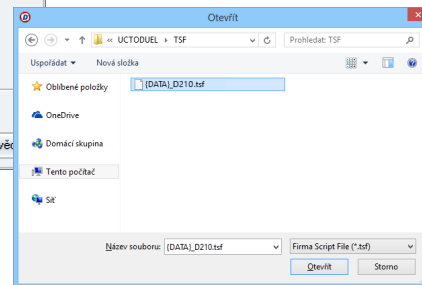 Otevřít
« UCTODUEL ▸ TSF
Prohledat: TSF
Uspořádat
Nová složka
Oblíbené položky
{DATA}_D210.tsf
OneDrive
Domácí skupina
Tento počítač
Síť
Název souboru: {DATA}_D210.tsf
Firma Script File (*.tsf)
Otevřít
Storno